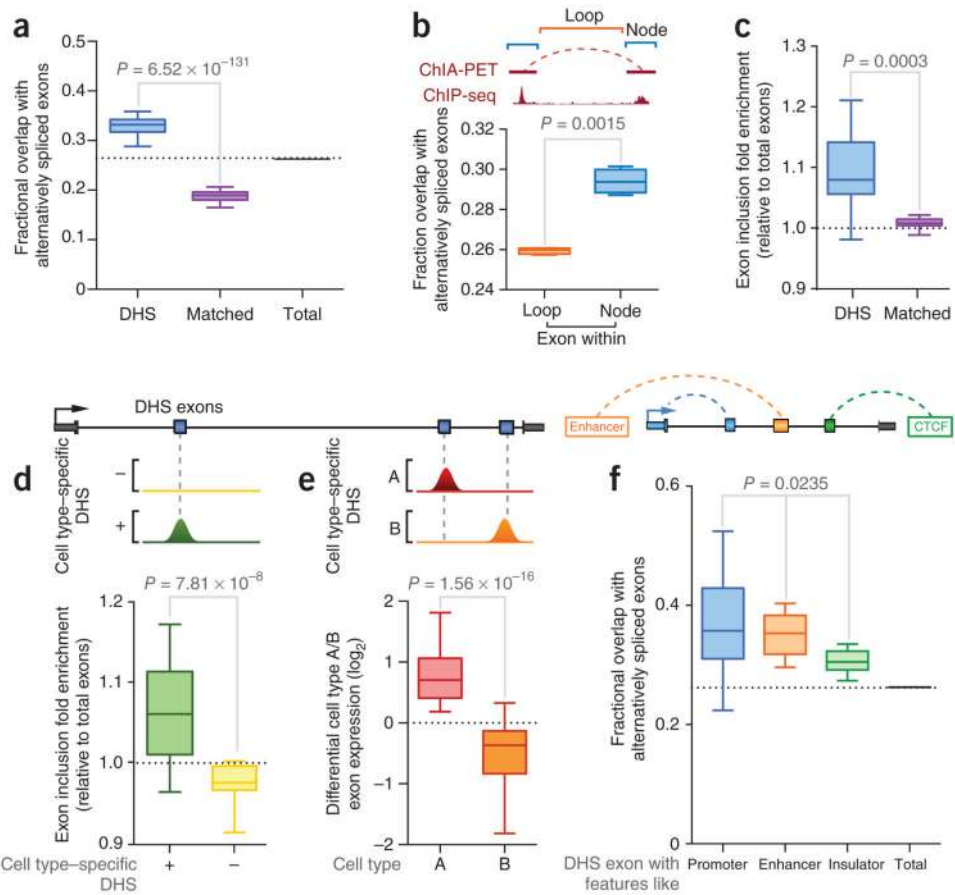 a
Fractional overlap with
alternatively spliced exons
0.5
0.4
0.3
0.2
0.1
0
P = 6.52 × 10⁻¹³¹
DHS
Matched
Total
b
Loop
Node
ChIA-PET
ChIP-seq
Fraction overlap with
alternatively spliced exons
0.32
0.30
0.28
0.26
0.24
P = 0.0015
Loop
Node
Exon within
c
Exon inclusion fold enrichment
(relative to total exons)
1.3
1.2
1.1
1.0
0.9
P = 0.0003
DHS
Matched
DHS exons
Enhancer
CTCF
d
Cell type–specific
DHS
–
+
Exon inclusion fold enrichment
(relative to total exons)
1.2
1.1
1.0
0.9
P = 7.81 × 10⁻⁸
Cell type–specific
DHS
+
–
e
Cell type–specific
DHS
A
B
Differential cell type A/B
exon expression (log₂)
2
1
0
−1
−2
P = 1.56 × 10⁻¹⁶
Cell type
A
B
f
Fractional overlap with
alternatively spliced exons
0.6
0.4
0.2
0
P = 0.0235
DHS exon with
features like
Promoter
Enhancer
Insulator
Total